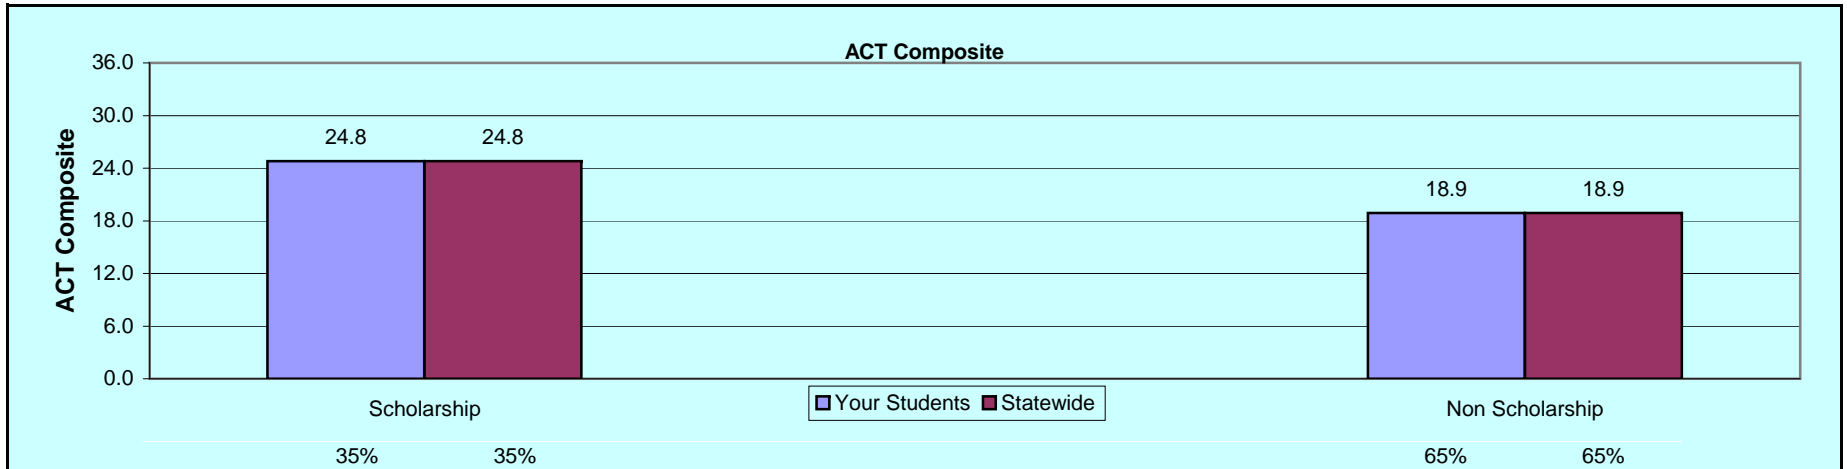 ACT Composite
36.0
30.0
24.0
18.0
12.0
6.0
0.0
ACT Composite
24.8 24.8
18.9 18.9
Scholarship
Your Students Statewide
Non Scholarship
35% 35% 65% 65%